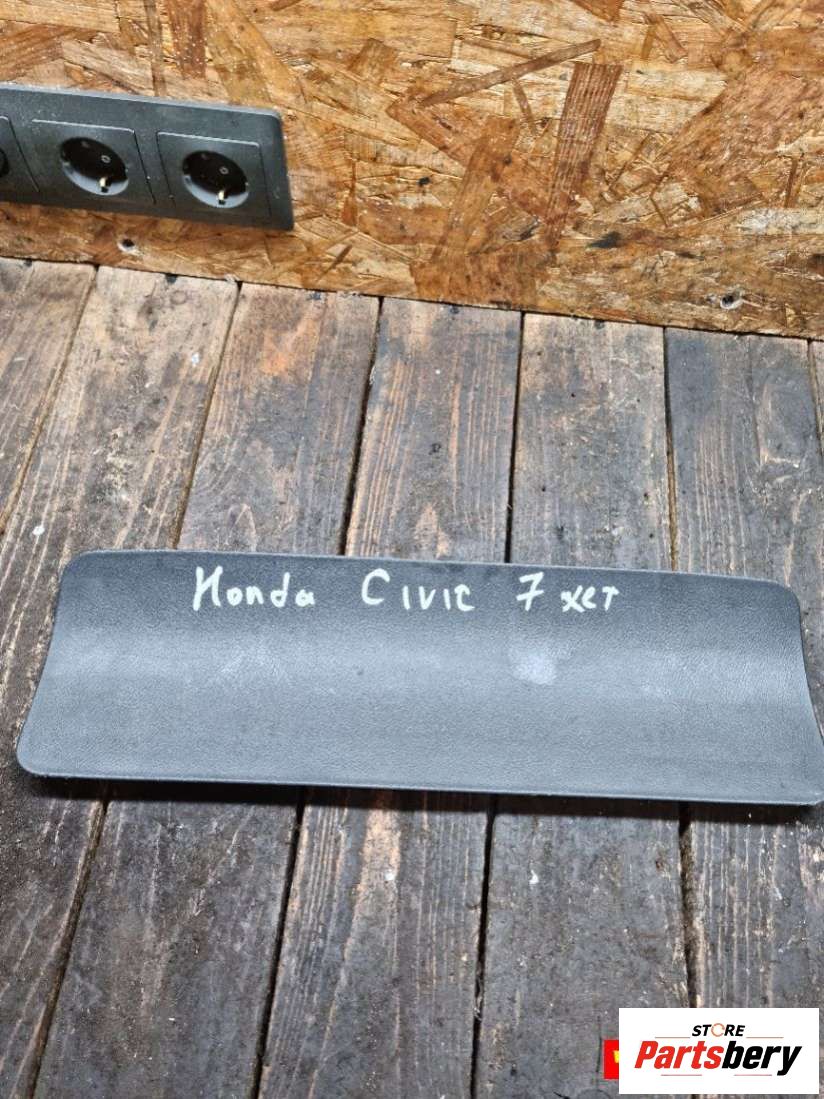 Honda Civic 7 хет
STORE
Partsbery